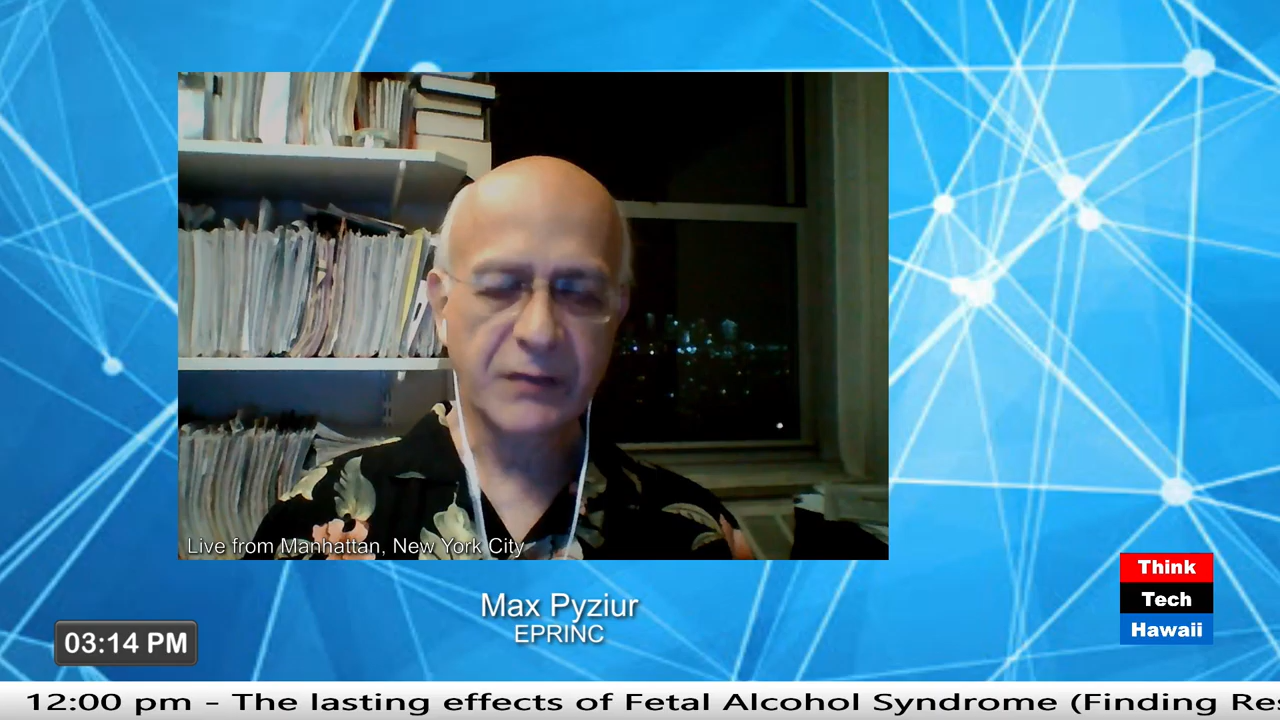 Live from Manhattan, New York City
Max Pyziur
EPRINC
Think
Tech
Hawaii
03:14 PM
12:00 pm - The lasting effects of Fetal Alcohol Syndrome (Finding Re